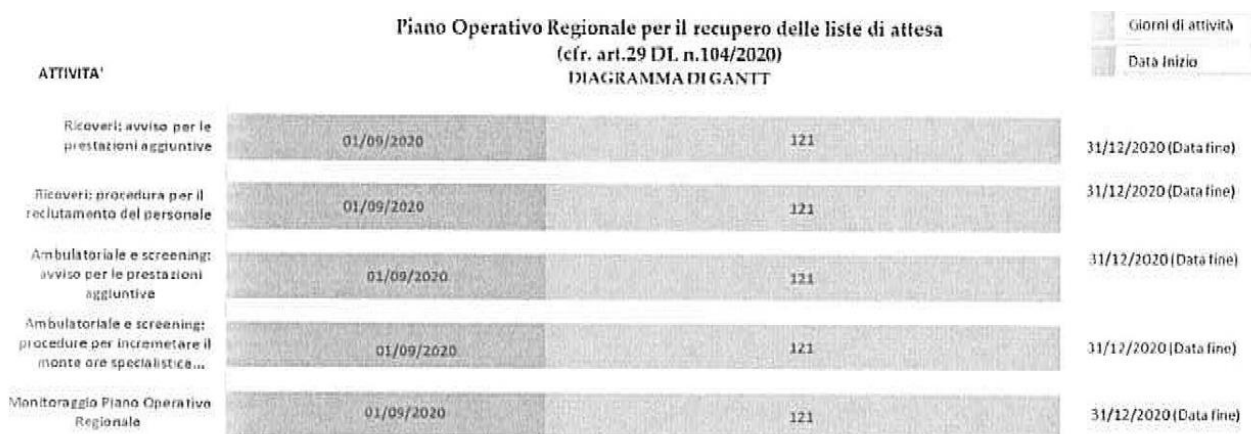 Piano Operativo Regionale per il recupero delle liste di attesa
(cfr. art.29 DL n.104/2020)
DIAGRAMMA DI GANTT
Giorni di attività
Data Inizio
ATTIVITA'
Ricoveri: avviso per le
prestazioni aggiuntive
01/09/2020
121
31/12/2020 (Data fine)
Ricoveri: procedura per il
reclutamento del personale
01/09/2020
121
31/12/2020 (Data fine)
Ambulatoriale e screening:
avviso per le prestazioni
aggiuntive
01/09/2020
121
31/12/2020 (Data fine)
Ambulatoriale e screening:
procedure per incremetare il
monte ore specialistica...
01/09/2020
121
31/12/2020 (Data fine)
Monitoraggio Piano Operativo
Regionale
01/09/2020
121
31/12/2020 (Data fine)